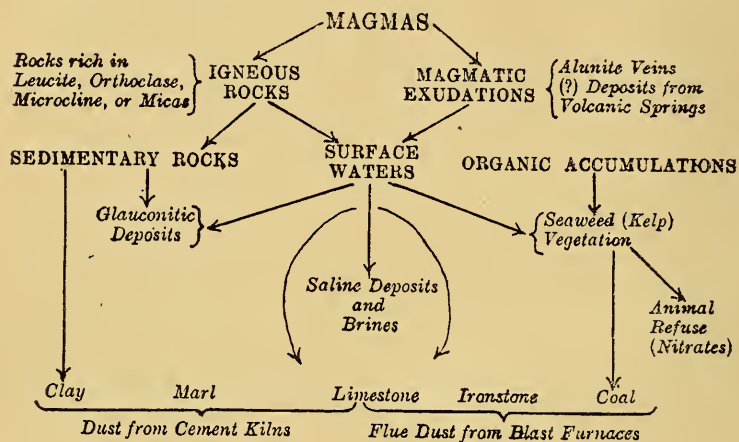 MAGMAS
Rocks rich in
Leucite, Orthoclase,
Microcline, or Micas
IGNEOUS
ROCKS
MAGMATIC
EXUDATIONS
Alunite Veins
(?) Deposits from
Volcanic Springs
SEDIMENTARY ROCKS
SURFACE
WATERS
ORGANIC ACCUMULATIONS
Glauconitic
Deposits
Seaweed (Kelp)
Vegetation
Saline Deposits
and
Brines
Animal
Refuse
(Nitrates)
Clay Marl Limestone Ironstone Coal
Dust from Cement Kilns Flue Dust from Blast Furnaces